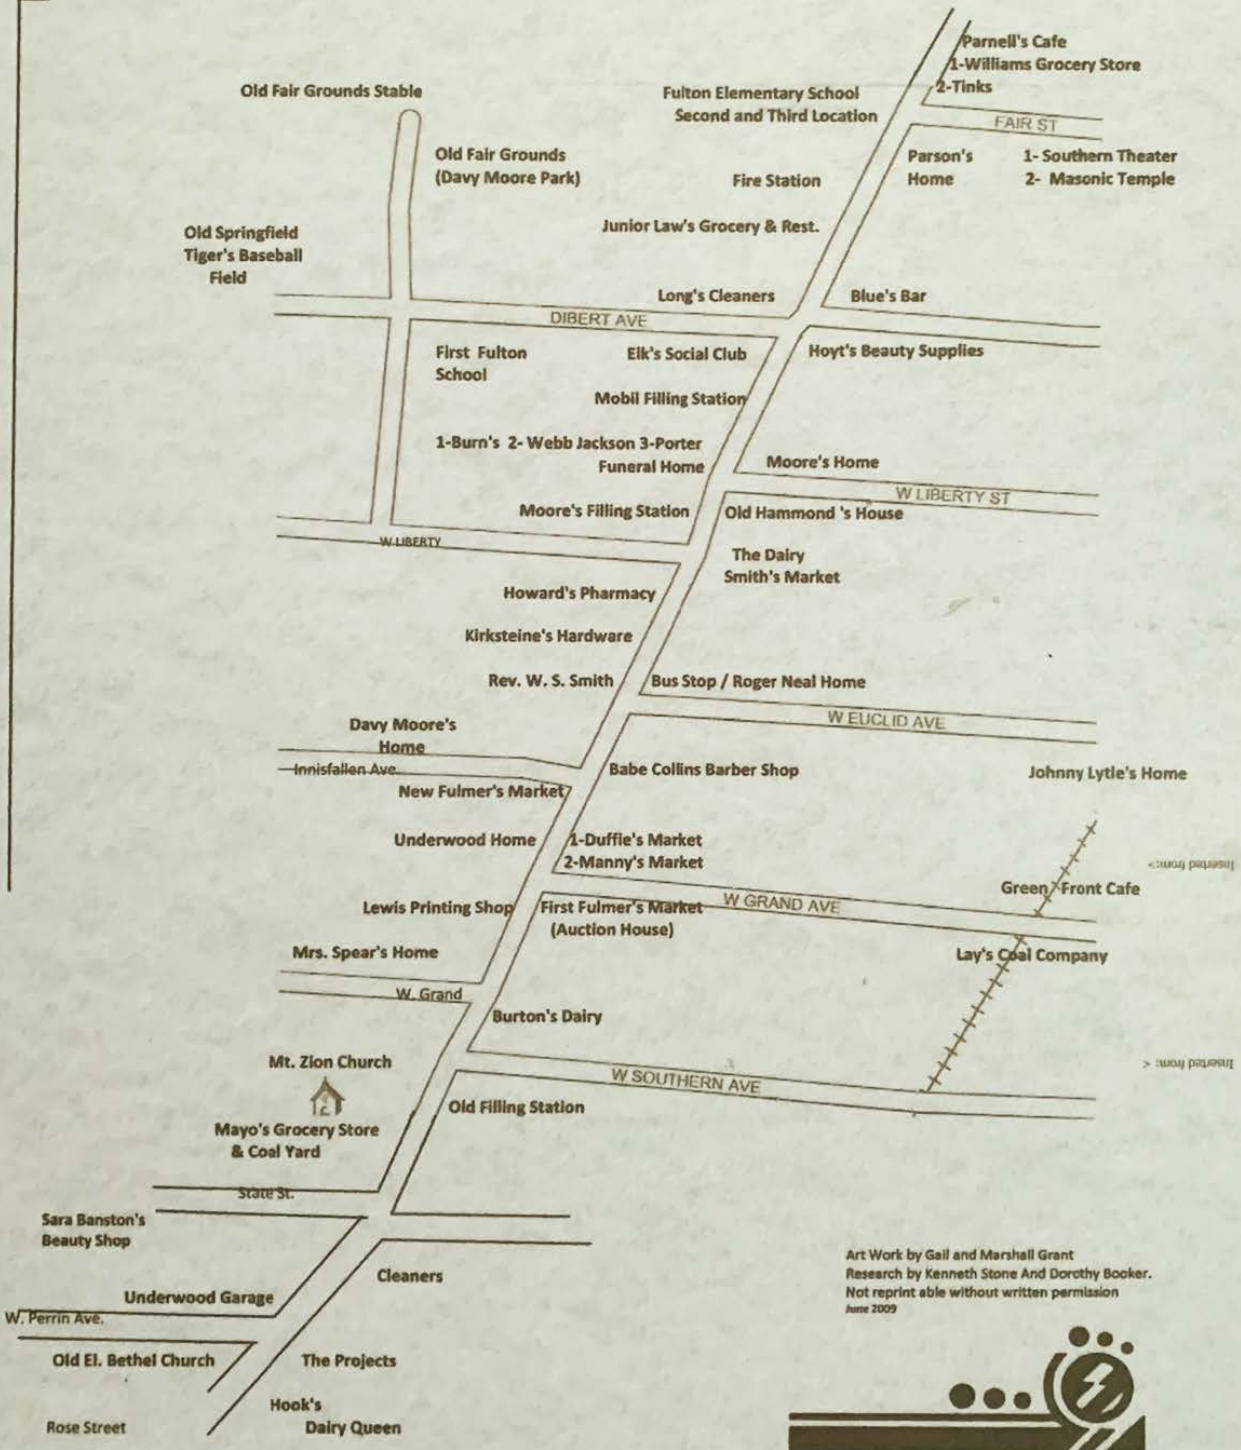 Parnell's Cafe
1-Williams Grocery Store
2-Tinks
Old Fair Grounds Stable
Fulton Elementary School
Second and Third Location
FAIR ST
Old Fair Grounds
(Davy Moore Park)
Fire Station
Parson's
Home
1- Southern Theater
2- Masonic Temple
Junior Law's Grocery & Rest.
Old Springfield
Tiger's Baseball
Field
Long's Cleaners
Blue's Bar
DIBERT AVE
First Fulton
School
Elk's Social Club
Hoyt's Beauty Supplies
Mobil Filling Station
1-Burn's 2- Webb Jackson 3-Porter
Funeral Home
Moore's Home
W LIBERTY ST
Moore's Filling Station
Old Hammond 's House
W LIBERTY
The Dairy
Smith's Market
Howard's Pharmacy
Kirksteine's Hardware
Rev. W. S. Smith
Bus Stop / Roger Neal Home
W EUCLID AVE
Davy Moore's
Home
Innisfallen Ave.
Babe Collins Barber Shop
Johnny Lytle's Home
New Fulmer's Market
Underwood Home
1-Duffie's Market
2-Manny's Market
Inserted from: <
Green Front Cafe
W GRAND AVE
Lewis Printing Shop
First Fulmer's Market
(Auction House)
Mrs. Spear's Home
Lay's Coal Company
W. Grand
Burton's Dairy
Mt. Zion Church
Inserted from: <
W SOUTHERN AVE
Old Filling Station
Mayo's Grocery Store
& Coal Yard
State St.
Sara Banston's
Beauty Shop
Cleaners
Underwood Garage
W. Perrin Ave.
Old El. Bethel Church
The Projects
Hook's
Dairy Queen
Rose Street
Art Work by Gail and Marshall Grant
Research by Kenneth Stone And Dorothy Booker.
Not reprint able without written permission
June 2009